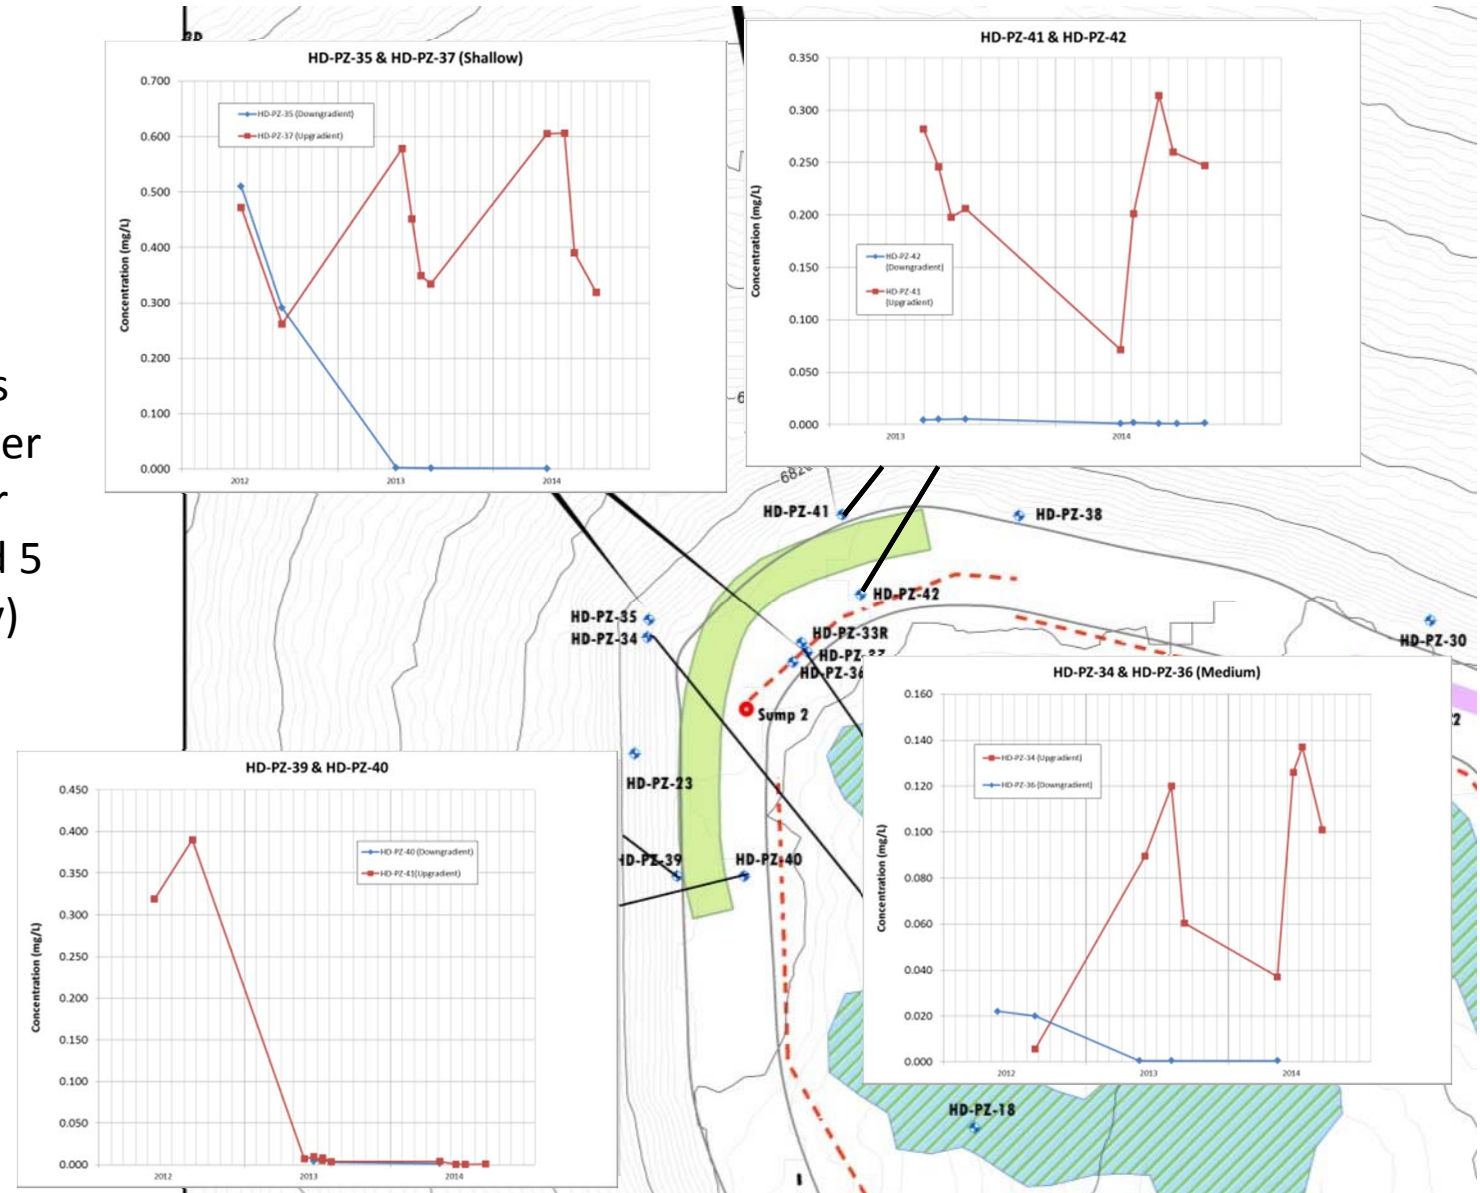 s
er
r
d 5
y)
HD-PZ-35 & HD-PZ-37 (Shallow)
0.700
0.600
0.500
0.400
0.300
0.200
0.100
0.000
Concentration (mg/L)
HD-PZ-35 (Downgradient)
HD-PZ-37 (Upgradient)
2012
2013
2014
HD-PZ-41 & HD-PZ-42
0.350
0.300
0.250
0.200
0.150
0.100
0.050
0.000
Concentration (mg/L)
HD-PZ-42
(Downgradient)
HD-PZ-41
(Upgradient)
2013
2014
HD-PZ-41
HD-PZ-38
HD-PZ-42
HD-PZ-35
HD-PZ-34
HD-PZ-33R
HD-PZ-36
HD-PZ-30
Sump 2
HD-PZ-23
HD-PZ-39
HD-PZ-40
HD-PZ-18
HD-PZ-39 & HD-PZ-40
0.450
0.400
0.350
0.300
0.250
0.200
0.150
0.100
0.050
0.000
Concentration (mg/L)
HD-PZ-40 (Downgradient)
HD-PZ-41(Upgradient)
2012
2013
2014
HD-PZ-34 & HD-PZ-36 (Medium)
0.160
0.140
0.120
0.100
0.080
0.060
0.040
0.020
0.000
Concentration (mg/L)
HD-PZ-34 (Upgradient)
HD-PZ-36 (Downgradient)
2012
2013
2014